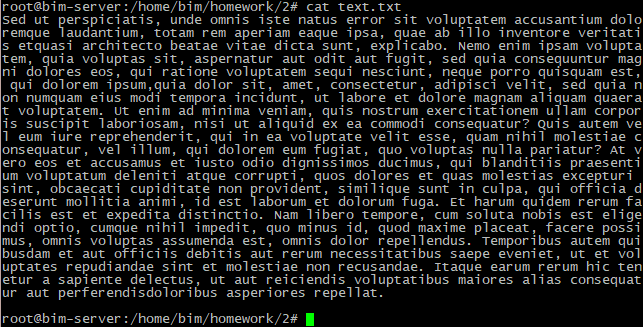 root@bim-server:/home/bim/homework/2# cat text.txt
Sed ut perspiciatis, unde omnis iste natus error sit voluptatem accusantium dolo
remque laudantium, totam rem aperiam eaque ipsa, quae ab illo inventore veritati
s et quasi architecto beatae vitae dicta sunt, explicabo. Nemo enim ipsam volupta
tem, quia voluptas sit, aspernatur aut odit aut fugit, sed quia consequuntur mag
ni dolores eos, qui ratione voluptatem sequi nesciunt, neque porro quisquam est,
 qui dolorem ipsum,quia dolor sit, amet, consectetur, adipisci velit, sed quia n
on numquam eius modi tempora incidunt, ut labore et dolore magnam aliquam quaera
t voluptatem. Ut enim ad minima veniam, quis nostrum exercitationem ullam corpor
is suscipit laboriosam, nisi ut aliquid ex ea commodi consequatur? Quis autem ve
l eum iure reprehenderit, qui in ea voluptate velit esse, quam nihil molestiae c
onsequatur, vel illum, qui dolorem eum fugiat, quo voluptas nulla pariatur? At v
ero eos et accusamus et iusto odio dignissimos ducimus, qui blanditiis praesenti
um voluptatum deleniti atque corrupti, quos dolores et quas molestias excepturi
sint, obcaecati cupiditate non provident, similique sunt in culpa, qui officia d
eserunt mollitia animi, id est laborum et dolorum fuga. Et harum quidem rerum fa
cilis est et expedita distinctio. Nam libero tempore, cum soluta nobis est elige
ndi optio, cumque nihil impedit, quo minus id, quod maxime placeat, facere possi
mus, omnis voluptas assumenda est, omnis dolor repellendus. Temporibus autem qui
busdam et aut officiis debitis aut rerum necessitatibus saepe eveniet, ut et vol
uptates repudiandae sint et molestiae non recusandae. Itaque earum rerum hic ten
etur a sapiente delectus, ut aut reiciendis voluptatibus maiores alias consequat
ur aut perferendisdoloribus asperiores repellat.
root@bim-server:/home/bim/homework/2#